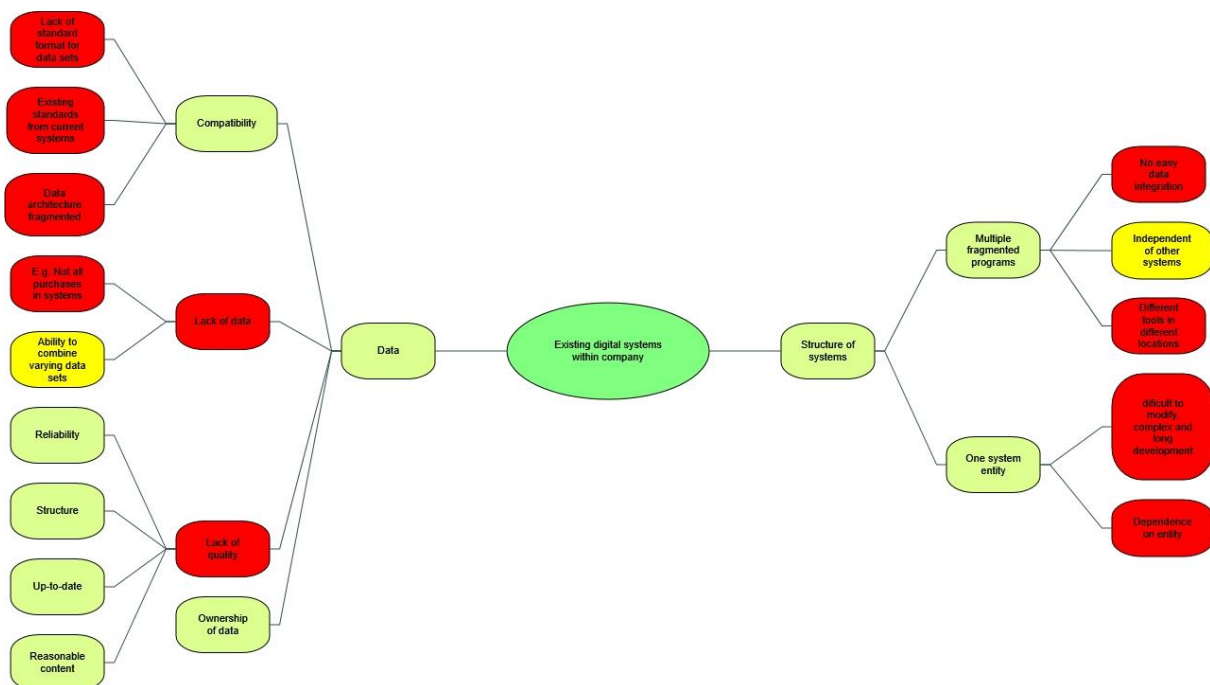 Lack of
standard
format for
data sets
Existing
standards
from current
systems
Data
architecture
fragmented
Compatibility
E.g. Not all
purchases
in systems
Ability to
combine
varying data
sets
Lack of data
Reliability
Structure
Up-to-date
Reasonable
content
Lack of
quality
Ownership
of data
Data
Existing digital systems
within company
Structure of
systems
Multiple
fragmented
programs
No easy
data
integration
Independent
of other
systems
Different
tools in
different
locations
One system
entity
dificult to
modify,
complex and
long
development
Dependence
on entity